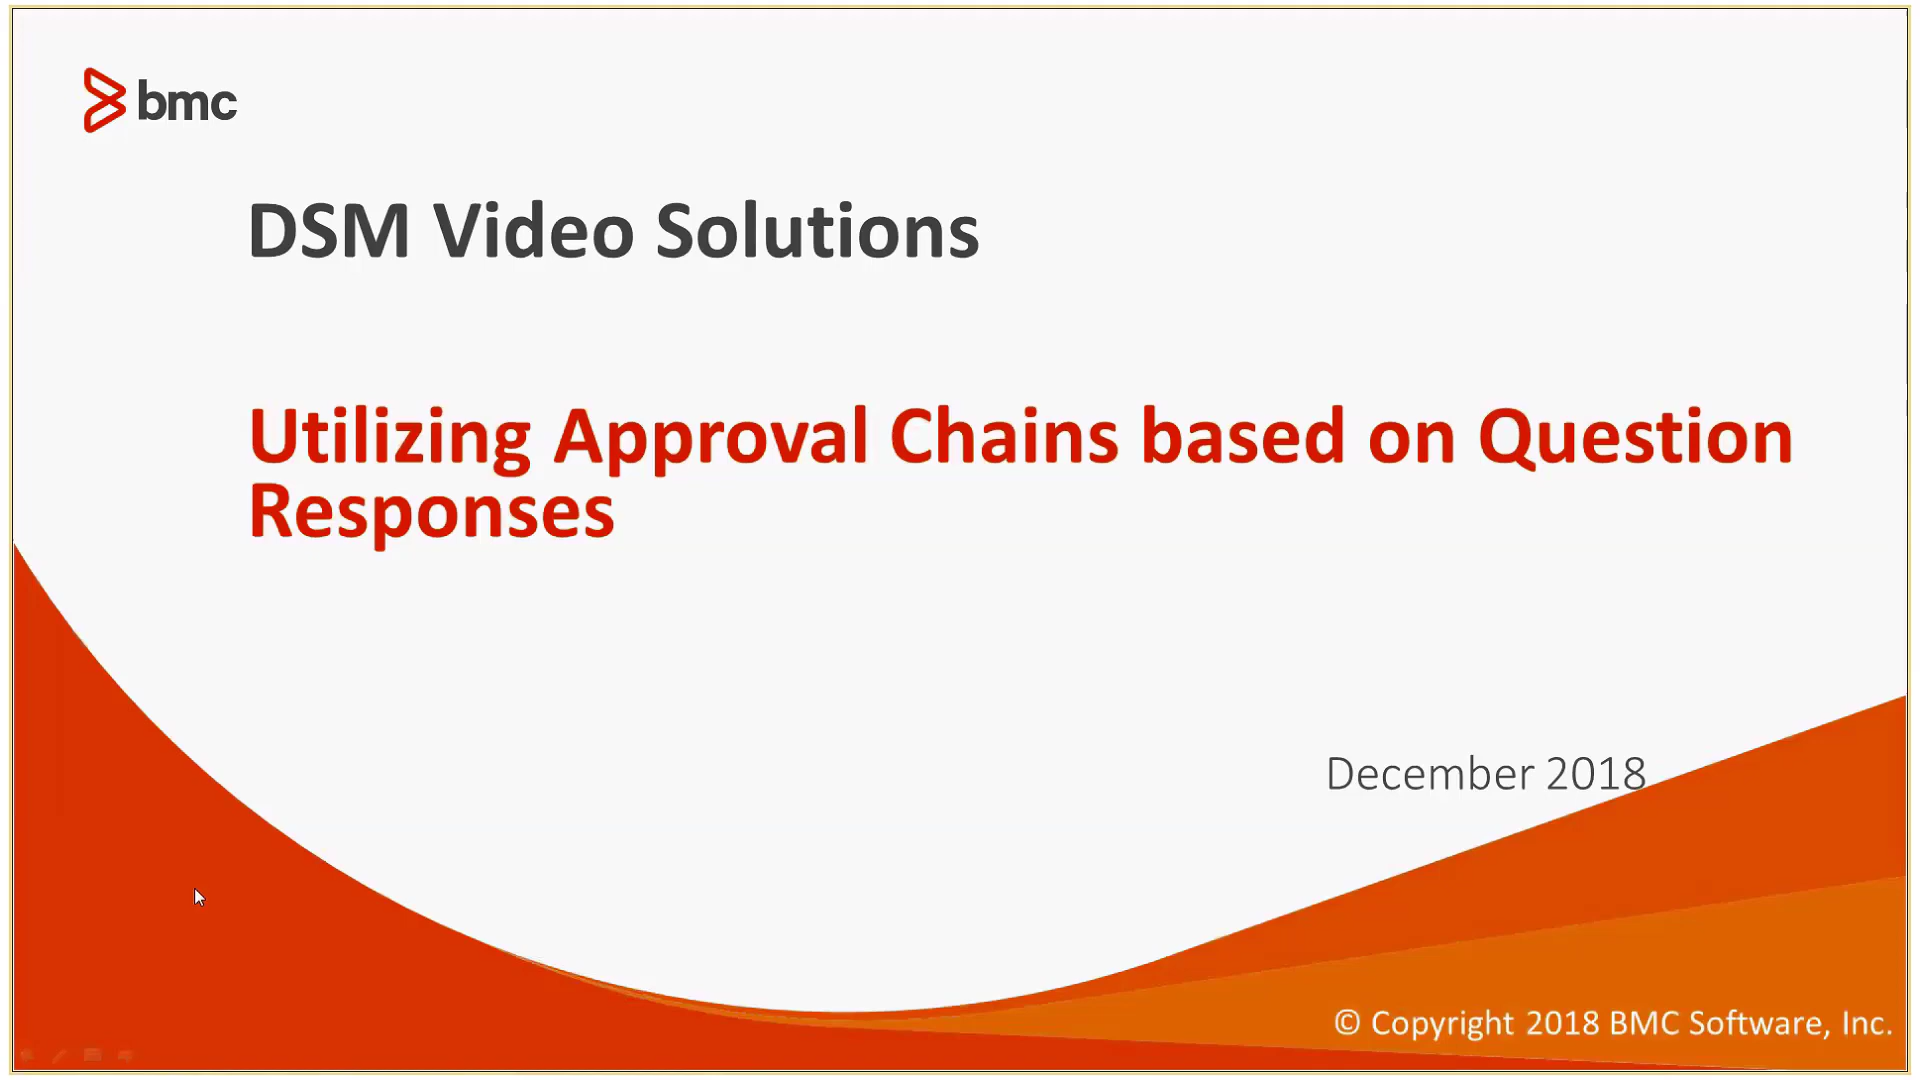 bmc
DSM Video Solutions
Utilizing Approval Chains based on Question
Responses
December 2018
© Copyright 2018 BMC Software, Inc.